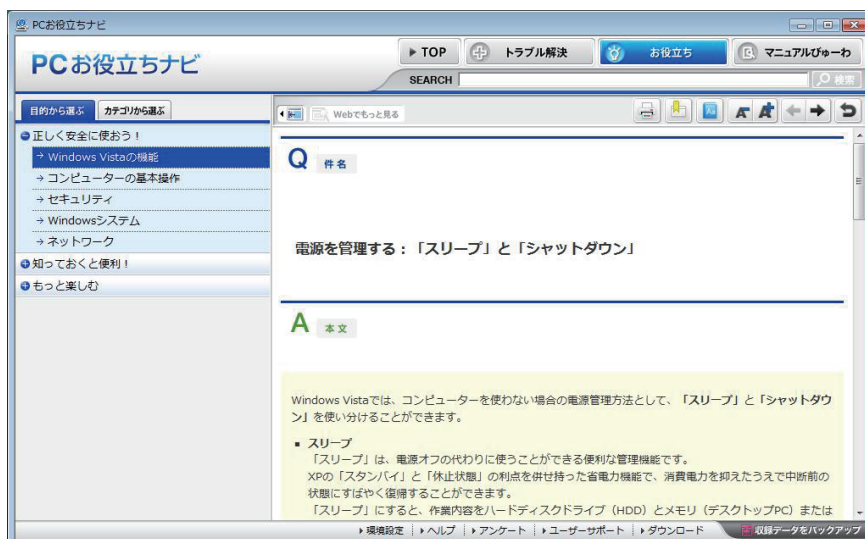 PCお役立ちナビ
PCお役立ちナビ
TOP
トラブル解決
お役立ち
マニュアルびゅーわ
SEARCH
検索
目的から選ぶ
カテゴリから選ぶ
Webでもっと見る
正しく安全に使おう！
→ Windows Vistaの機能
→ コンピューターの基本操作
→ セキュリティ
→ Windowsシステム
→ ネットワーク
知っておくと便利！
もっと楽しむ
Q 件名
電源を管理する：「スリープ」と「シャットダウン」
A 本文
Windows Vistaでは、コンピューターを使わない場合の電源管理方法として、「スリープ」と「シャットダウ
ン」を使い分けることができます。
■ スリープ
「スリープ」は、電源オフの代わりに使うことができる便利な管理機能です。
XPの「スタンバイ」と「休止状態」の利点を併せ持った省電力機能で、消費電力を抑えたうえで中断前の
状態にすばやく復帰することができます。
「スリープ」にすると、作業内容をハードディスクドライブ（HDD）とメモリ（デスクトップPC）または
環境設定
ヘルプ
アンケート
ユーザーサポート
ダウンロード
収録データをバックアップ